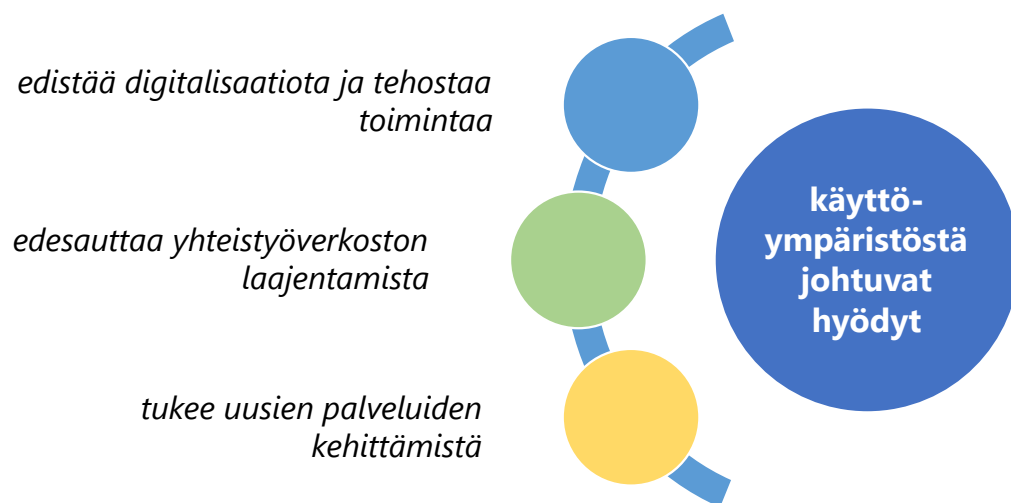 edistää digitalisaatiota ja tehostaa
toimintaa
edesauttaa yhteistyöverkoston
laajentamista
tukee uusien palveluiden
kehittämistä
käyttö-
ympäristöstä
johtuvat
hyödyt